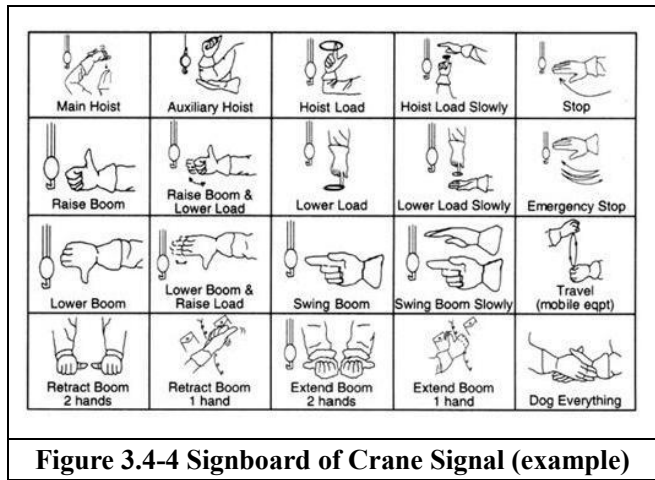 Main Hoist
Auxiliary Hoist
Hoist Load
Hoist Load Slowly
Stop
Raise Boom
Raise Boom &
Lower Load
Lower Load
Lower Load Slowly
Emergency Stop
Lower Boom
Lower Boom &
Raise Load
Swing Boom
Swing Boom Slowly
Travel
(mobile eqpt)
Retract Boom
2 hands
Retract Boom
1 hand
Extend Boom
2 hands
Extend Boom
1 hand
Dog Everything
Figure 3.4-4 Signboard of Crane Signal (example)